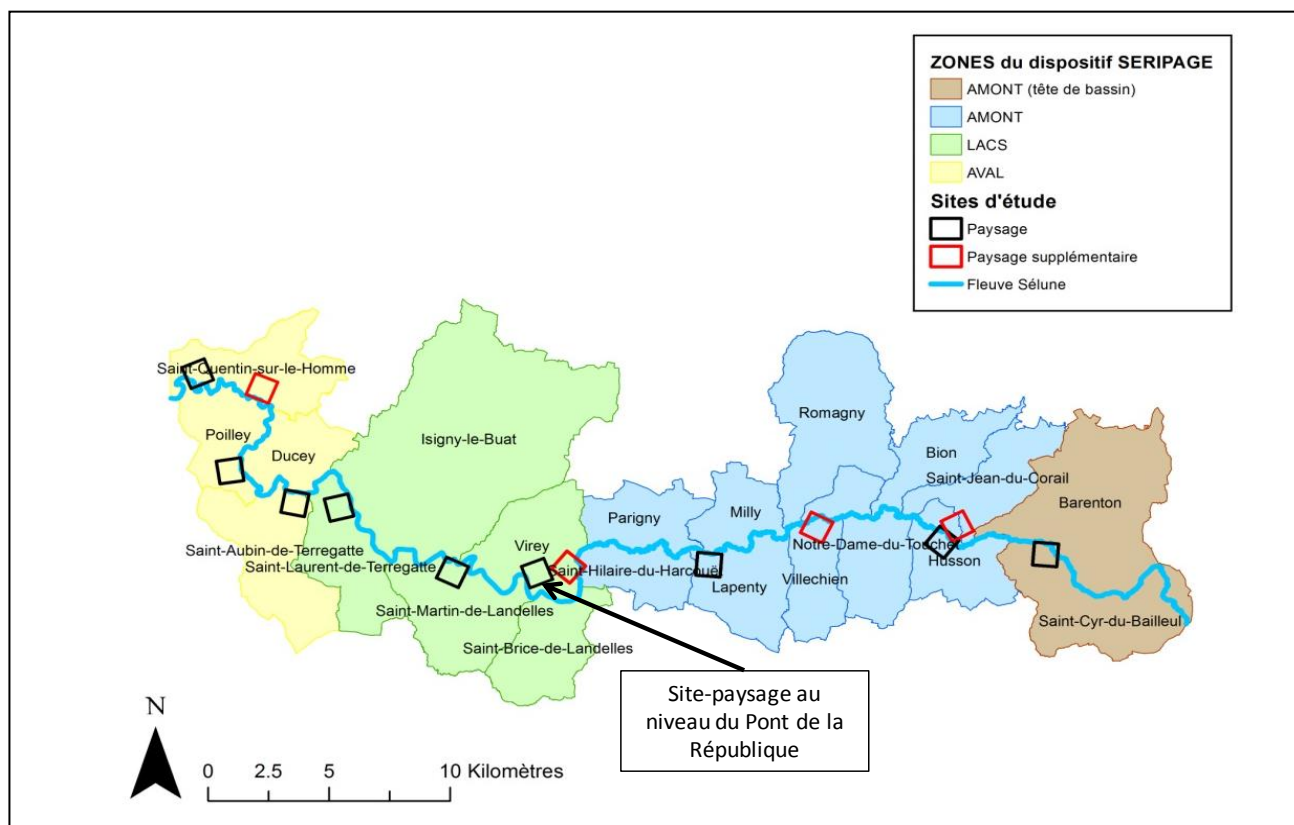 ZONES du dispositif SERIPAGE
AMONT (tête de bassin)
AMONT
LACS
AVAL
Sites d'étude
Paysage
Paysage supplémentaire
Fleuve Sélune
Saint-Quentin-sur-le-Homme
Poilley
Ducey
Isigny-le-Buat
Romagny
Bion
Saint-Jean-du-Corail
Barenton
Parigny
Milly
Virey
Saint-Aubin-de-Terregatte
Saint-Laurent-de-Terregatte
Saint-Hilaire-du-Harcouë
Notre-Dame-du-Touche
Husson
Lapenty
Villechien
Saint-Martin-de-Landelles
Saint-Brice-de-Landelles
Saint-Cyr-du-Bailleul
Site-paysage au
niveau du Pont de la
République
N
0 2.5 5 10 Kilomètres